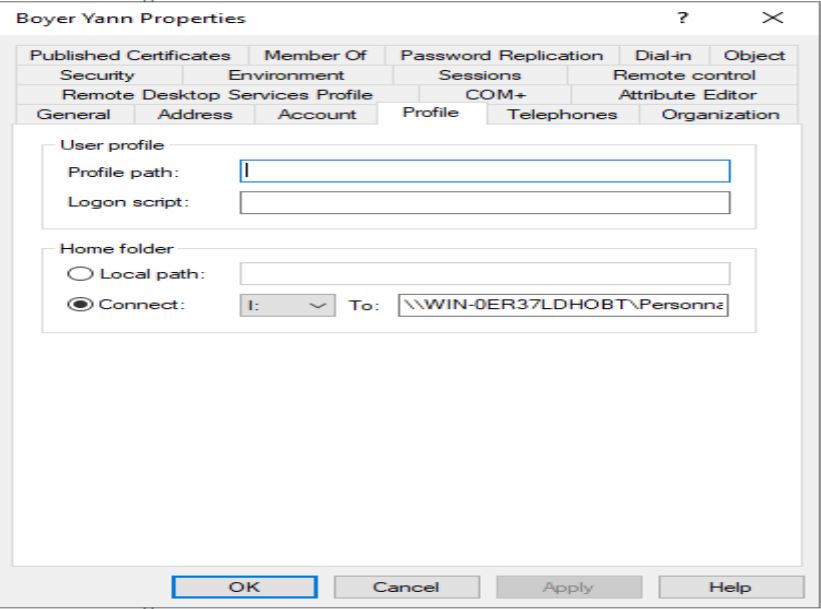 Boyer Yann Properties ?
Published Certificates Member Of Password Replication Dial-in Object
Security Environment Sessions Remote control
Remote Desktop Services Profile COM+ Attribute Editor
General Address Account Profile Telephones Organization
User profile
Profile path:
Logon script:
Home folder
Local path:
Connect: I: To: \\WIN-0ER37LDHOBT\Personna
OK Cancel Apply Help